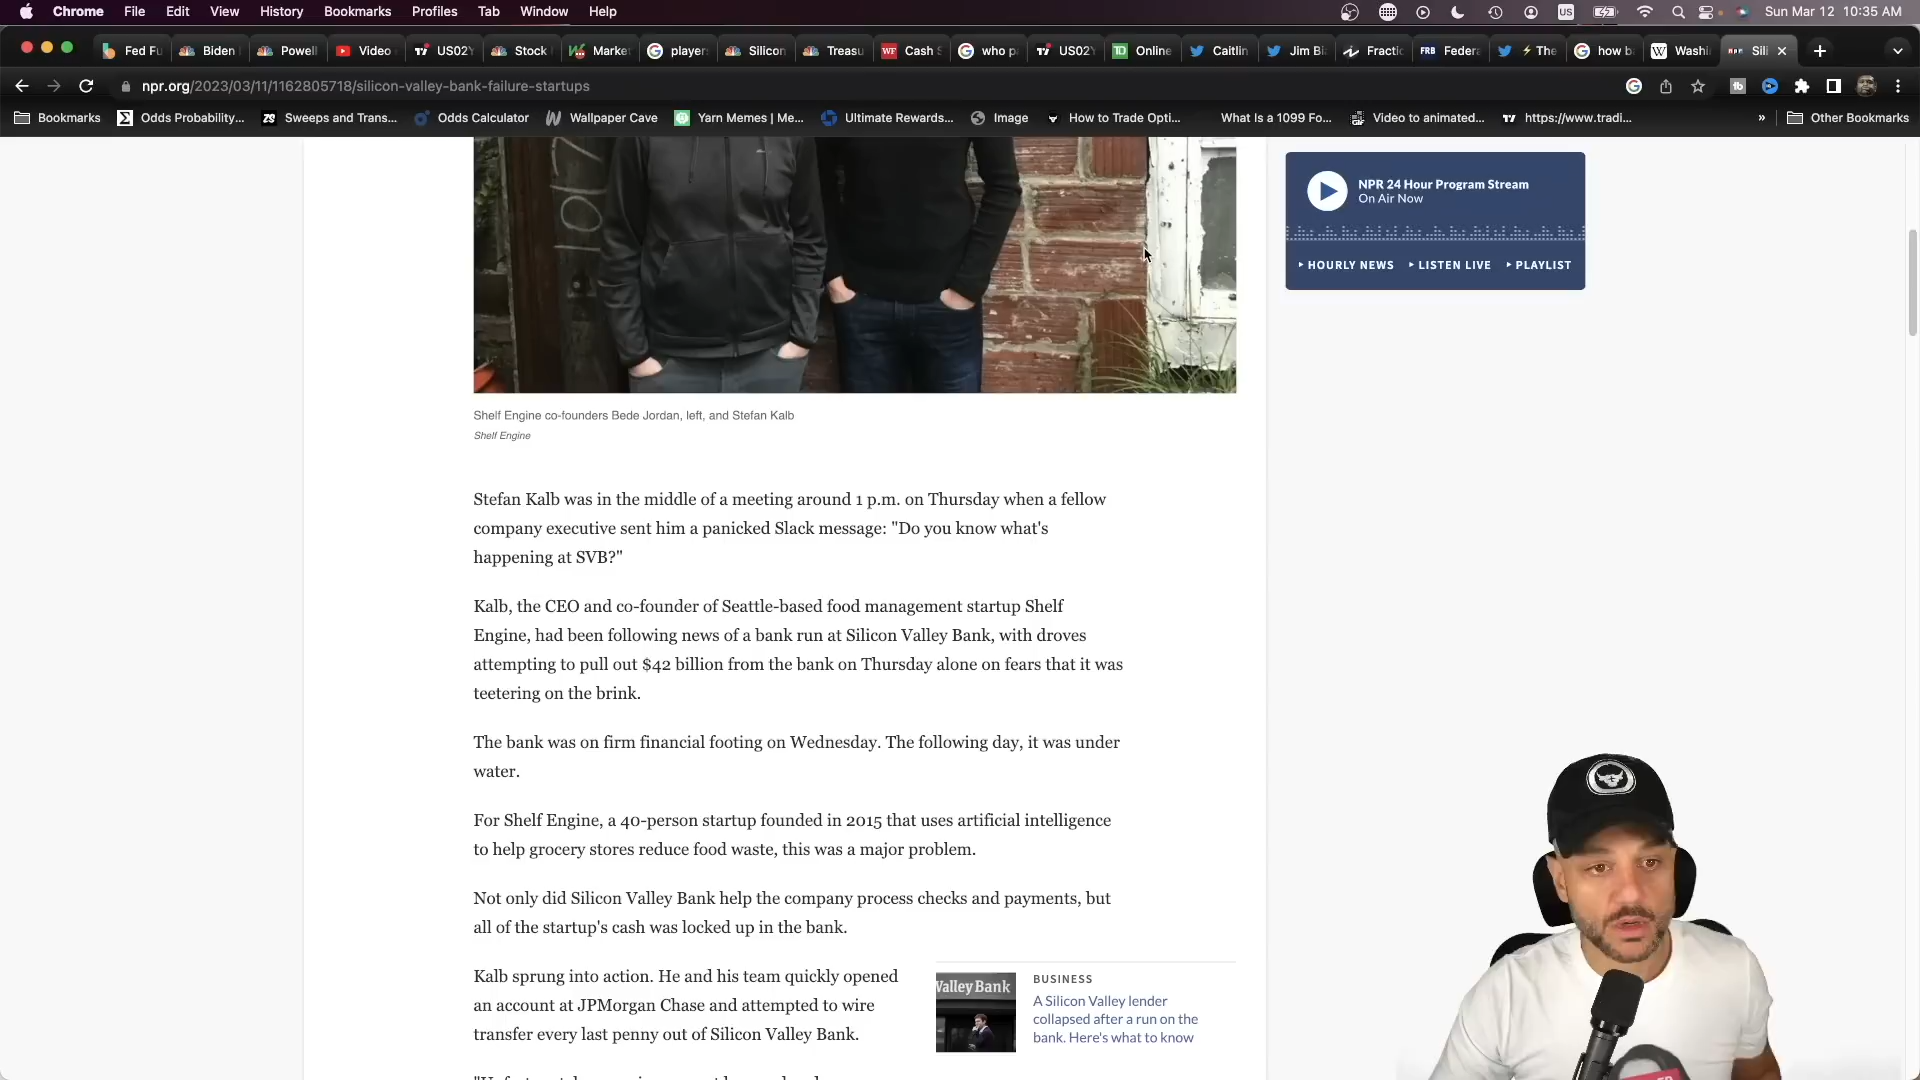 Chrome File Edit View History Bookmarks Profiles Tab Window Help US Sun Mar 12 10:35 AM
Fed Fu Biden Powell Video US02Y Stock Marke player Silicon Treasu Cash S who p US02Y Online Caitlin Jim Bi Fractic Federa The how b Washi Sili
npr.org/2023/03/11/1162805718/silicon-valley-bank-failure-startups
Bookmarks Odds Probability... Sweeps and Trans... Odds Calculator Wallpaper Cave Yarn Memes | Me... Ultimate Rewards... Image How to Trade Opti... What Is a 1099 Fo... Video to animated... https://www.tradi... » Other Bookmarks
NPR 24 Hour Program Stream
On Air Now
HOURLY NEWS LISTEN LIVE PLAYLIST
Shelf Engine co-founders Bede Jordan, left, and Stefan Kalb
Shelf Engine
Stefan Kalb was in the middle of a meeting around 1 p.m. on Thursday when a fellow
company executive sent him a panicked Slack message: "Do you know what's
happening at SVB?"
Kalb, the CEO and co-founder of Seattle-based food management startup Shelf
Engine, had been following news of a bank run at Silicon Valley Bank, with droves
attempting to pull out $42 billion from the bank on Thursday alone on fears that it was
teetering on the brink.
The bank was on firm financial footing on Wednesday. The following day, it was under
water.
For Shelf Engine, a 40-person startup founded in 2015 that uses artificial intelligence
to help grocery stores reduce food waste, this was a major problem.
Not only did Silicon Valley Bank help the company process checks and payments, but
all of the startup's cash was locked up in the bank.
Kalb sprung into action. He and his team quickly opened
an account at JPMorgan Chase and attempted to wire
transfer every last penny out of Silicon Valley Bank.
Valley Bank
BUSINESS
A Silicon Valley lender
collapsed after a run on the
bank. Here's what to know